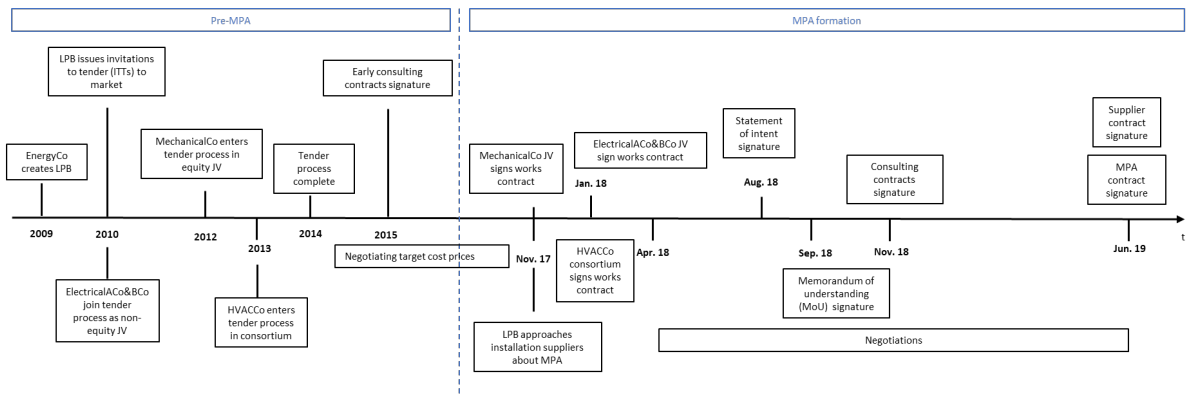 Pre-MPA
MPA formation
LPB issues invitations
to tender (ITTs) to
market
Early consulting
contracts signature
EnergyCo
creates LPB
MechanicalCo enters
tender process in
equity JV
Tender
process
complete
MechanicalCo JV
signs works
contract
ElectricalACo&BCo JV
sign works contract
Statement
of intent
signature
Consulting
contracts
signature
Supplier
contract
signature
MPA
contract
signature
Jan. 18
Aug. 18
2009
2010
2012
2013
2014
2015
Nov. 17
Apr. 18
Sep. 18
Nov. 18
Jun. 19
t
Negotiating target cost prices
HVACCo
consortium
signs works
contract
ElectricalACo&BCo
join tender
process as non-
equity JV
HVACCo enters
tender process
in consortium
LPB approaches
installation suppliers
about MPA
Memorandum of
understanding
(MoU) signature
Negotiations